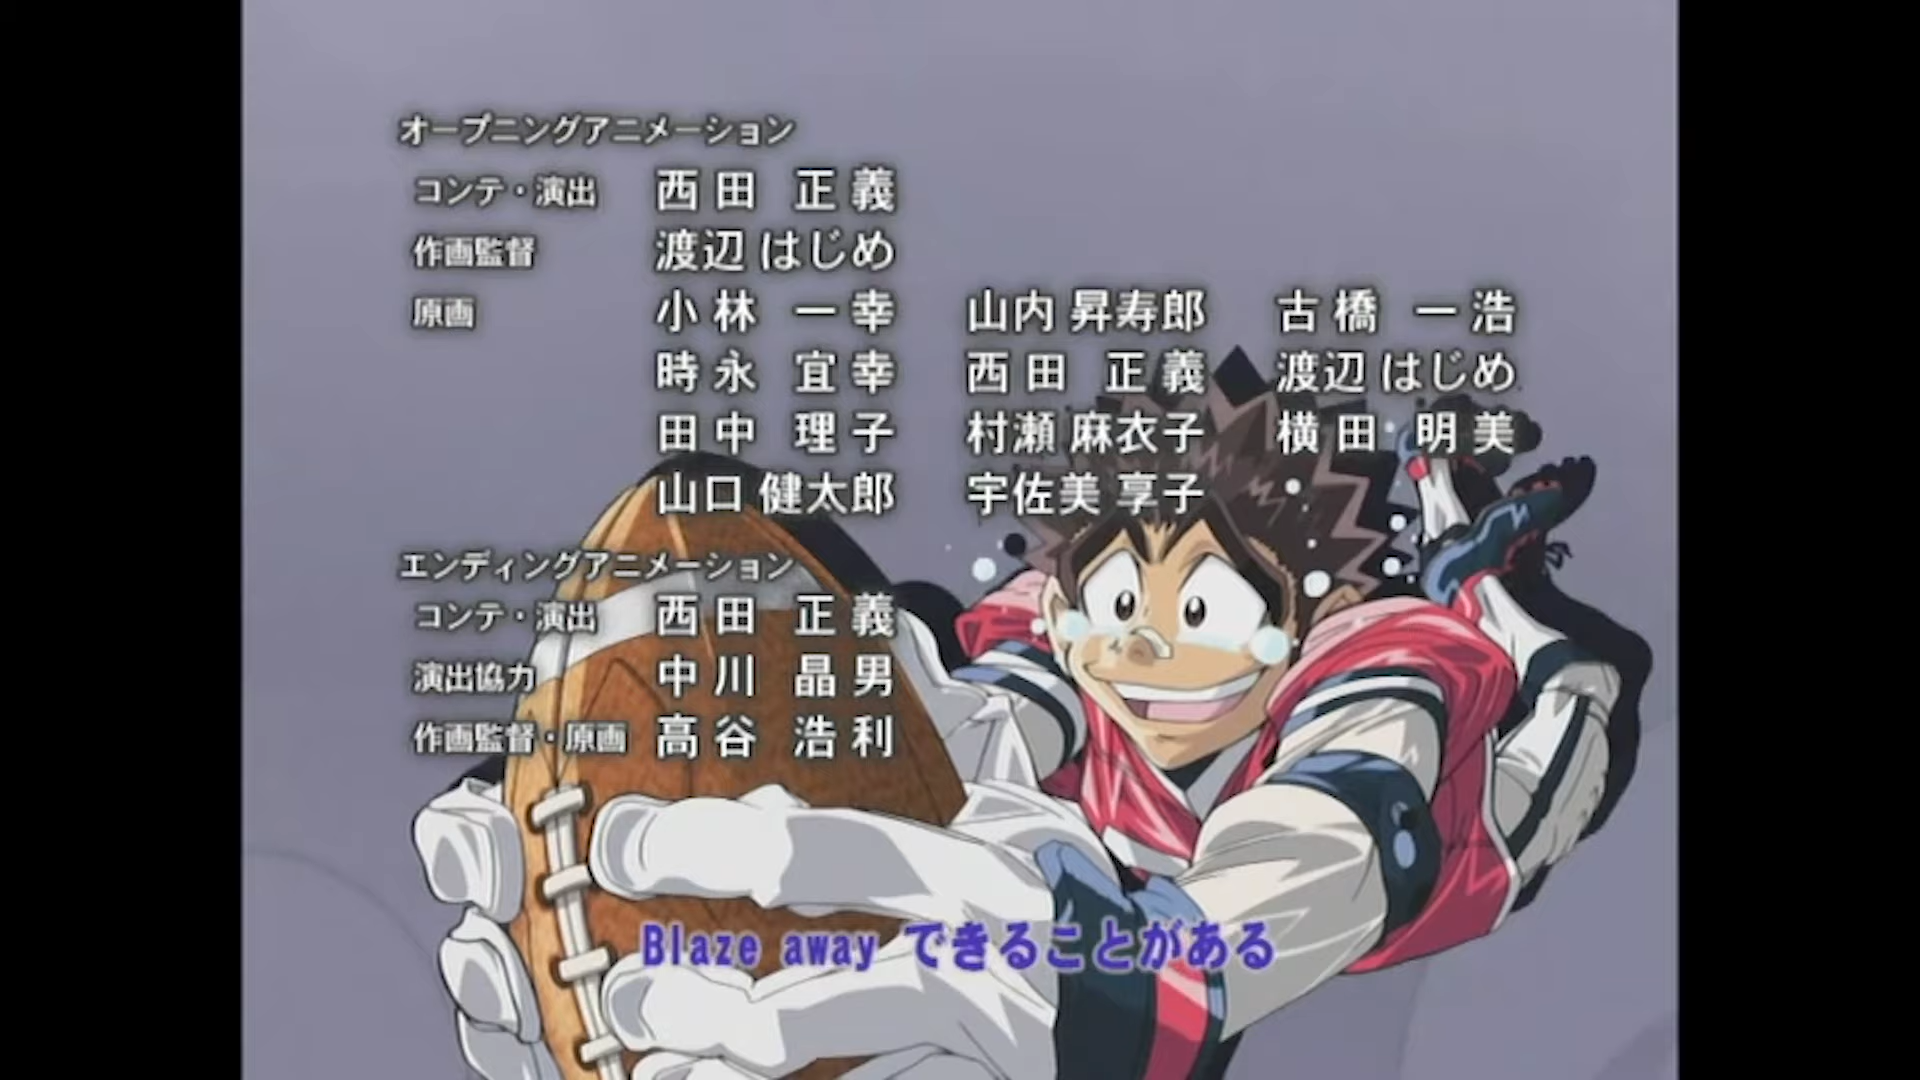 オープニングアニメーション
コンテ・演出 西田 正義
作画監督 渡辺 はじめ
原画 小林 一幸 山内 昇寿郎 古橋 一浩
時永 宜幸 西田 正義 渡辺 はじめ
田中 理子 村瀬 麻衣子 横田 明美
山口 健太郎 宇佐美 享子
エンディングアニメーション
コンテ・演出 西田 正義
演出協力 中川 晶男
作画監督・原画 高谷 浩利
Blaze away できることがある